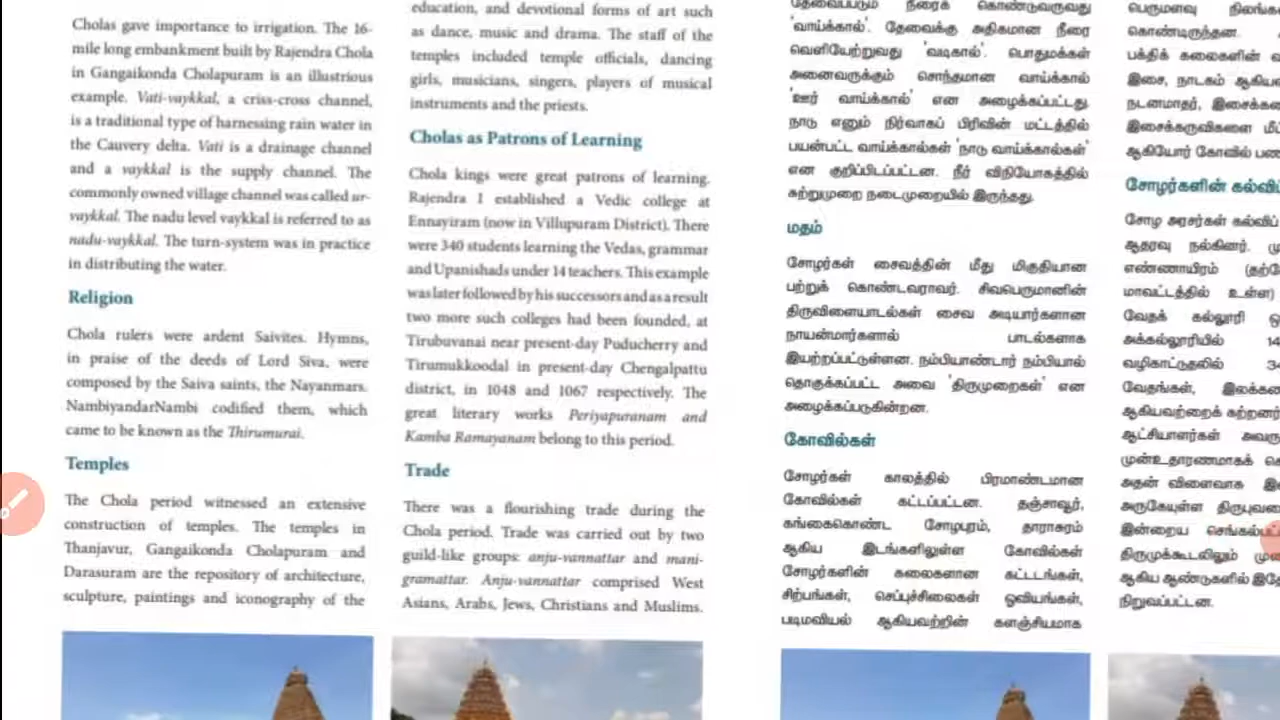 Cholas gave importance to irrigation. The 16-
mile long embankment built by Rajendra Chola
in Gangaikonda Cholapuram is an illustrious
example. Vati-vaykkal, a criss-cross channel,
is a traditional type of harnessing rain water in
the Cauvery delta. Vati is a drainage channel
and a vaykkal is the supply channel. The
commonly owned village channel was called ur-
vaykkal. The nadu level vaykkal is referred to as
nadu-vaykkal. The turn-system was in practice
in distributing the water.
Religion
Chola rulers were ardent Saivites. Hymns,
in praise of the deeds of Lord Siva, were
composed by the Saiva saints, the Nayanmars.
NambiyandarNambi codified them, which
came to be known as the Thirumurai.
Temples
The Chola period witnessed an extensive
construction of temples. The temples in
Thanjavur, Gangaikonda Cholapuram and
Darasuram are the repository of architecture,
sculpture, paintings and iconography of the
education, and devotional forms of art such
as dance, music and drama. The staff of the
temples included temple officials, dancing
girls, musicians, singers, players of musical
instruments and the priests.
Cholas as Patrons of Learning
Chola kings were great patrons of learning.
Rajendra I established a Vedic college at
Ennayiram (now in Villupuram District). There
were 340 students learning the Vedas, grammar
and Upanishads under 14 teachers. This example
was later followed by his successors and as a result
two more such colleges had been founded, at
Tirubuvanai near present-day Puducherry and
Tirumukkoodal in present-day Chengalpattu
district, in 1048 and 1067 respectively. The
great literary works Periyapuranam and
Kamba Ramayanam belong to this period.
Trade
There was a flourishing trade during the
Chola period. Trade was carried out by two
guild-like groups: anju-vannattar and mani-
gramattar. Anju-vannattar comprised West
Asians, Arabs, Jews, Christians and Muslims.
தேவைப்படும் நீரைக் கொண்டுவருவது
'வாய்க்கால்'. தேவைக்கு அதிகமான நீரை
வெளியேற்றுவது 'வடிகால்'. பொதுமக்கள்
அனைவருக்கும் சொந்தமான வாய்க்கால்
'ஊர் வாய்க்கால்' என அழைக்கப்பட்டது.
நாடு எனும் நிர்வாகப் பிரிவின் மட்டத்தில்
பயன்பட்ட வாய்க்கால்கள் 'நாடு வாய்க்கால்கள்'
என குறிப்பிடப்பட்டன. நீர் விநியோகத்தில்
சுற்றுமுறை நடைமுறையில் இருந்தது.
மதம்
சோழர்கள் சைவத்தின் மீது மிகுதியான
பற்றுக் கொண்டவராவர். சிவபெருமானின்
திருவிளையாடல்கள் சைவ அடியார்களான
நாயன்மார்களால் பாடல்களாக
இயற்றப்பட்டுள்ளன. நம்பியாண்டார் நம்பியால்
தொகுக்கப்பட்ட அவை 'திருமுறைகள்' என
அழைக்கப்படுகின்றன.
கோவில்கள்
சோழர்கள் காலத்தில் பிரமாண்டமான
கோவில்கள் கட்டப்பட்டன. தஞ்சாவூர்,
கங்கைகொண்ட சோழபுரம், தாராசுரம்
ஆகிய இடங்களிலுள்ள கோவில்கள்
சோழர்களின் கலைகளான கட்டடங்கள்,
சிற்பங்கள், செப்புச்சிலைகள் ஓவியங்கள்,
படிமவியல் ஆகியவற்றின் களஞ்சியமாக
பெருமளவு
கொண்டிருந்தன.
பக்திக் கலைகளின்
இசை, நாடகம்
நடனமாதர்,
இசைக்கருவிகளை
ஆகியோர் கோவில்
சோழர்களின்
சோழ அரசர்கள்
ஆதரவு நல்கினர்.
எண்ணாயிரம்
மாவட்டத்தில் உள்ள)
வேதக் கல்லூரி
அக்கல்லூரியில்
வழிகாட்டுதலில்
வேதங்கள்,
ஆகியவற்றைக்
ஆட்சியாளர்கள்
முன்உதாரணமாகக்
அதன் விளைவாக
அருகேயுள்ள
இன்றைய
திருமுக்கூடலிலும்
ஆகிய ஆண்டுகளில்
நிறுவப்பட்டன.